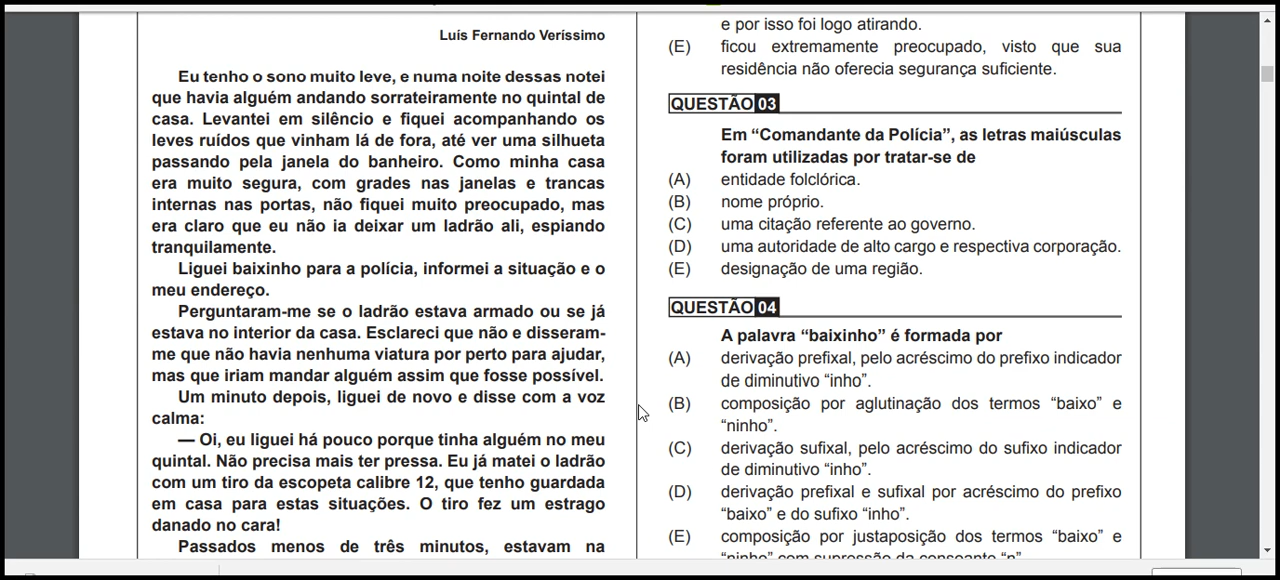 Luís Fernando Veríssimo
Eu tenho o sono muito leve, e numa noite dessas notei
que havia alguém andando sorrateiramente no quintal de
casa. Levantei em silêncio e fiquei acompanhando os
leves ruídos que vinham lá de fora, até ver uma silhueta
passando pela janela do banheiro. Como minha casa
era muito segura, com grades nas janelas e trancas
internas nas portas, não fiquei muito preocupado, mas
era claro que eu não ia deixar um ladrão ali, espiando
tranquilamente.
Liguei baixinho para a polícia, informei a situação e o
meu endereço.
Perguntaram-me se o ladrão estava armado ou se já
estava no interior da casa. Esclareci que não e disseram-
me que não havia nenhuma viatura por perto para ajudar,
mas que iriam mandar alguém assim que fosse possível.
Um minuto depois, liguei de novo e disse com a voz
calma:
— Oi, eu liguei há pouco porque tinha alguém no meu
quintal. Não precisa mais ter pressa. Eu já matei o ladrão
com um tiro da escopeta calibre 12, que tenho guardada
em casa para estas situações. O tiro fez um estrago
danado no cara!
Passados menos de três minutos, estavam na
e por isso foi logo atirando.
(E) ficou extremamente preocupado, visto que sua
residência não oferecia segurança suficiente.
QUESTÃO 03
Em “Comandante da Polícia”, as letras maiúsculas
foram utilizadas por tratar-se de
(A) entidade folclórica.
(B) nome próprio.
(C) uma citação referente ao governo.
(D) uma autoridade de alto cargo e respectiva corporação.
(E) designação de uma região.
QUESTÃO 04
A palavra “baixinho” é formada por
(A) derivação prefixal, pelo acréscimo do prefixo indicador
de diminutivo “inho”.
(B) composição por aglutinação dos termos “baixo” e
“ninho”.
(C) derivação sufixal, pelo acréscimo do sufixo indicador
de diminutivo “inho”.
(D) derivação prefixal e sufixal por acréscimo do prefixo
“baixo” e do sufixo “inho”.
(E) composição por justaposição dos termos “baixo” e
“ninho” com supressão da consoante “n”